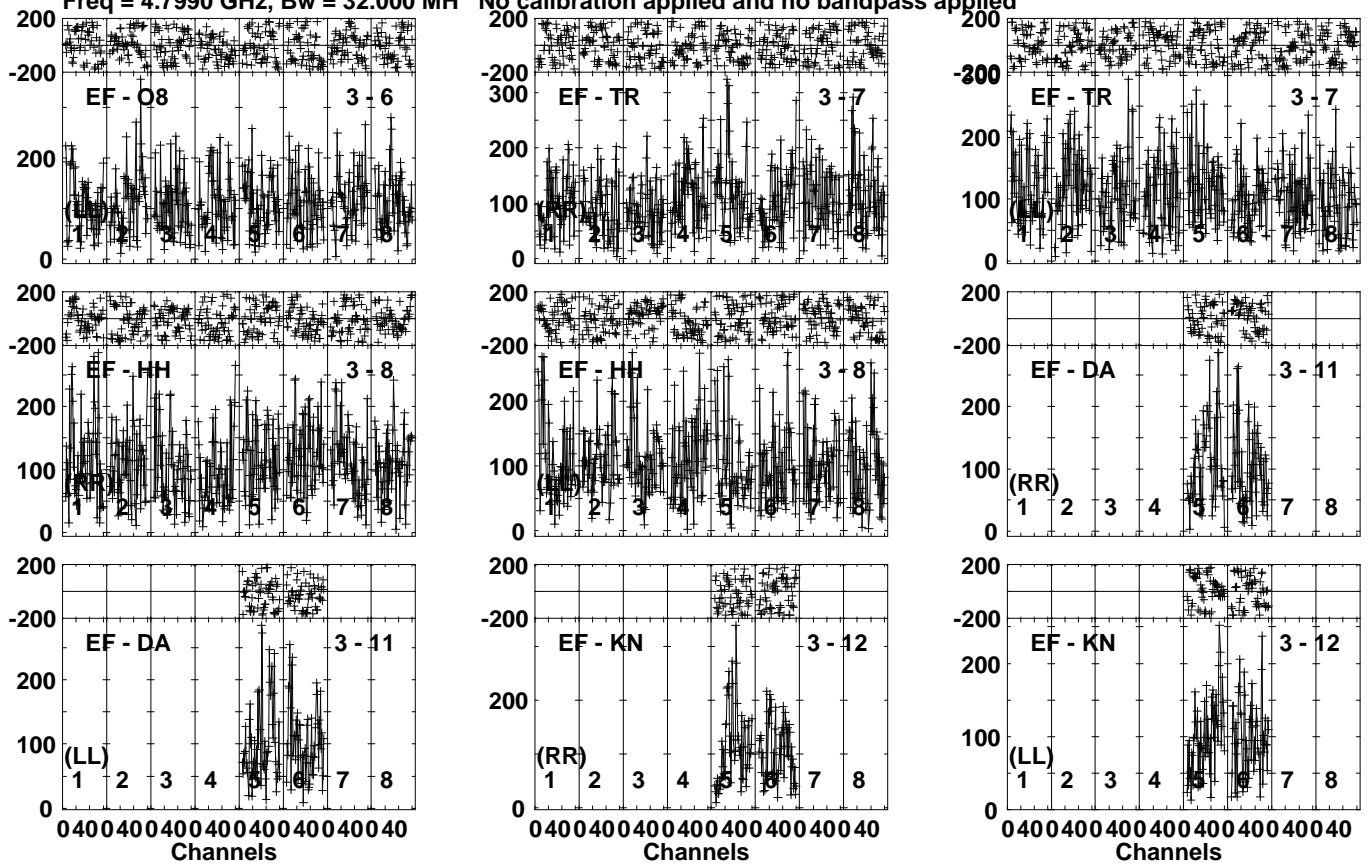 Freq = 4.7990 GHz, Bw = 32.000 MH No calibration applied and no bandpass applied
200 200 200
-200 -200 -200
EF - O8 3 - 6 300 EF - TR 3 - 7 300 EF - TR 3 - 7
200 200 200
100 100 100
(LL) (RR) (LL)
1 2 3 4 5 6 7 8 1 2 3 4 5 6 7 8 1 2 3 4 5 6 7 8
0 0 0
200 200 200
-200 -200 -200
EF - HH 3 - 8 EF - HH 3 - 8 EF - DA 3 - 11
200 200 200
100 100 100
(RR) (LL) (RR)
1 2 3 4 5 6 7 8 1 2 3 4 5 6 7 8 1 2 3 4 5 6 7 8
0 0 0
200 200 200
-200 -200 -200
EF - DA 3 - 11 EF - KN 3 - 12 EF - KN 3 - 12
200 200 200
100 100
(LL) (RR) (LL)
1 2 3 4 5 6 7 8 1 2 3 4 5 6 7 8 1 2 3 4 5 6 7 8
0 0 0
0 40 0 40 0 40 0 40 0 40 0 40 0 40 0 40 0 40 0 40 0 40 0 40 0 40 0 40 0 40 0 40 0 40 0 40 0 40 0 40 0 40 0 40 0 40 0 40
Channels Channels Channels